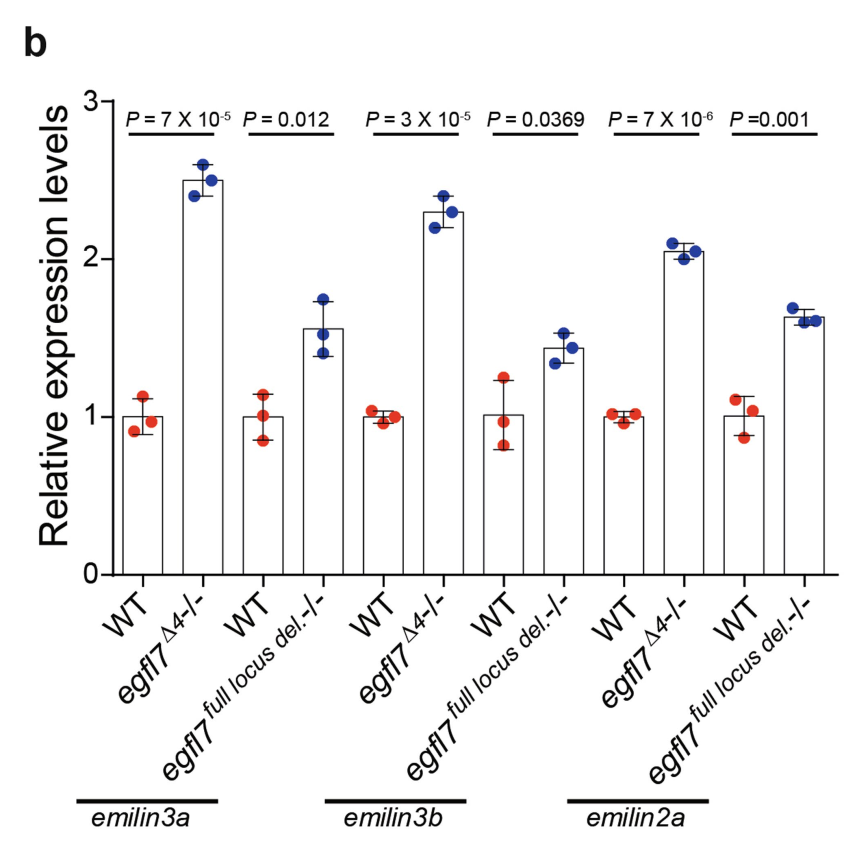 b
Relative expression levels
3
2
1
0
P = 7 X 10-5
P = 0.012
P = 3 X 10-5
P = 0.0369
P = 7 X 10-6
P =0.001
WT
egfl7Δ4-/-
WT
egfl7full locus del.-/-
WT
egfl7Δ4-/-
WT
egfl7full locus del.-/-
WT
egfl7Δ4-/-
WT
egfl7full locus del.-/-
emilin3a
emilin3b
emilin2a